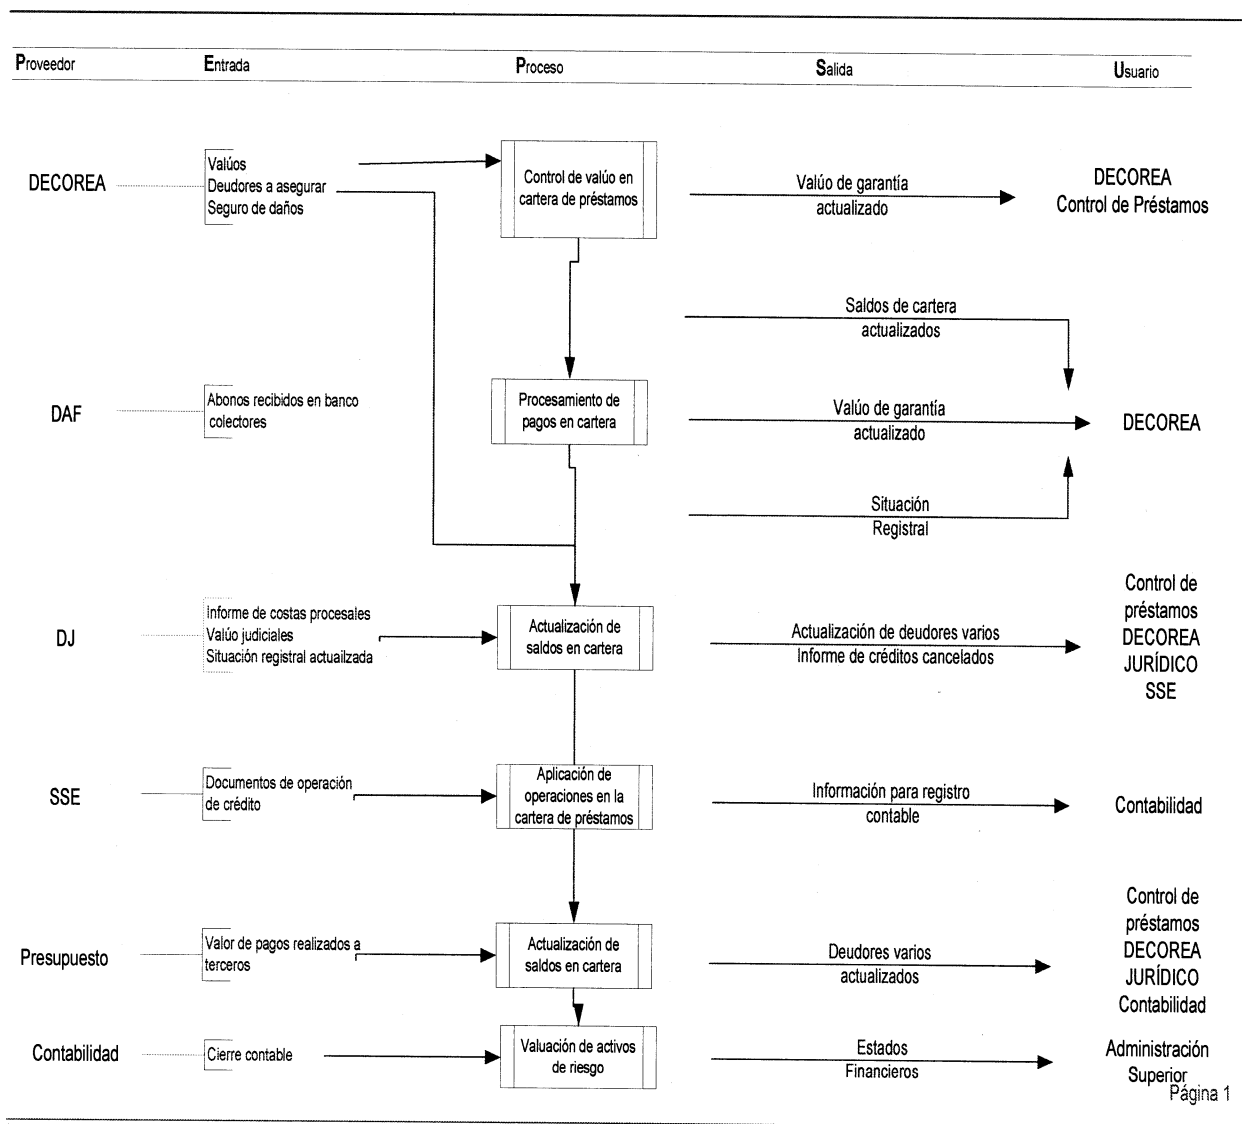 Proveedor
Entrada
Proceso
Salida
Usuario
DECOREA
Valúos
Deudores a asegurar
Seguro de daños
Control de valúo en
cartera de préstamos
Valúo de garantía
actualizado
DECOREA
Control de Préstamos
Saldos de cartera
actualizados
DAF
Abonos recibidos en banco
colectores
Procesamiento de
pagos en cartera
Valúo de garantía
actualizado
DECOREA
Situación
Registral
DJ
Informe de costas procesales
Valúo judiciales
Situación registral actuailzada
Actualización de
saldos en cartera
Actualización de deudores varios
Informe de créditos cancelados
Control de
préstamos
DECOREA
JURÍDICO
SSE
SSE
Documentos de operación
de crédito
Aplicación de
operaciones en la
cartera de préstamos
Información para registro
contable
Contabilidad
Presupuesto
Valor de pagos realizados a
terceros
Actualización de
saldos en cartera
Deudores varios
actualizados
Control de
préstamos
DECOREA
JURÍDICO
Contabilidad
Contabilidad
Cierre contable
Valuación de activos
de riesgo
Estados
Financieros
Administración
Superior
Página 1